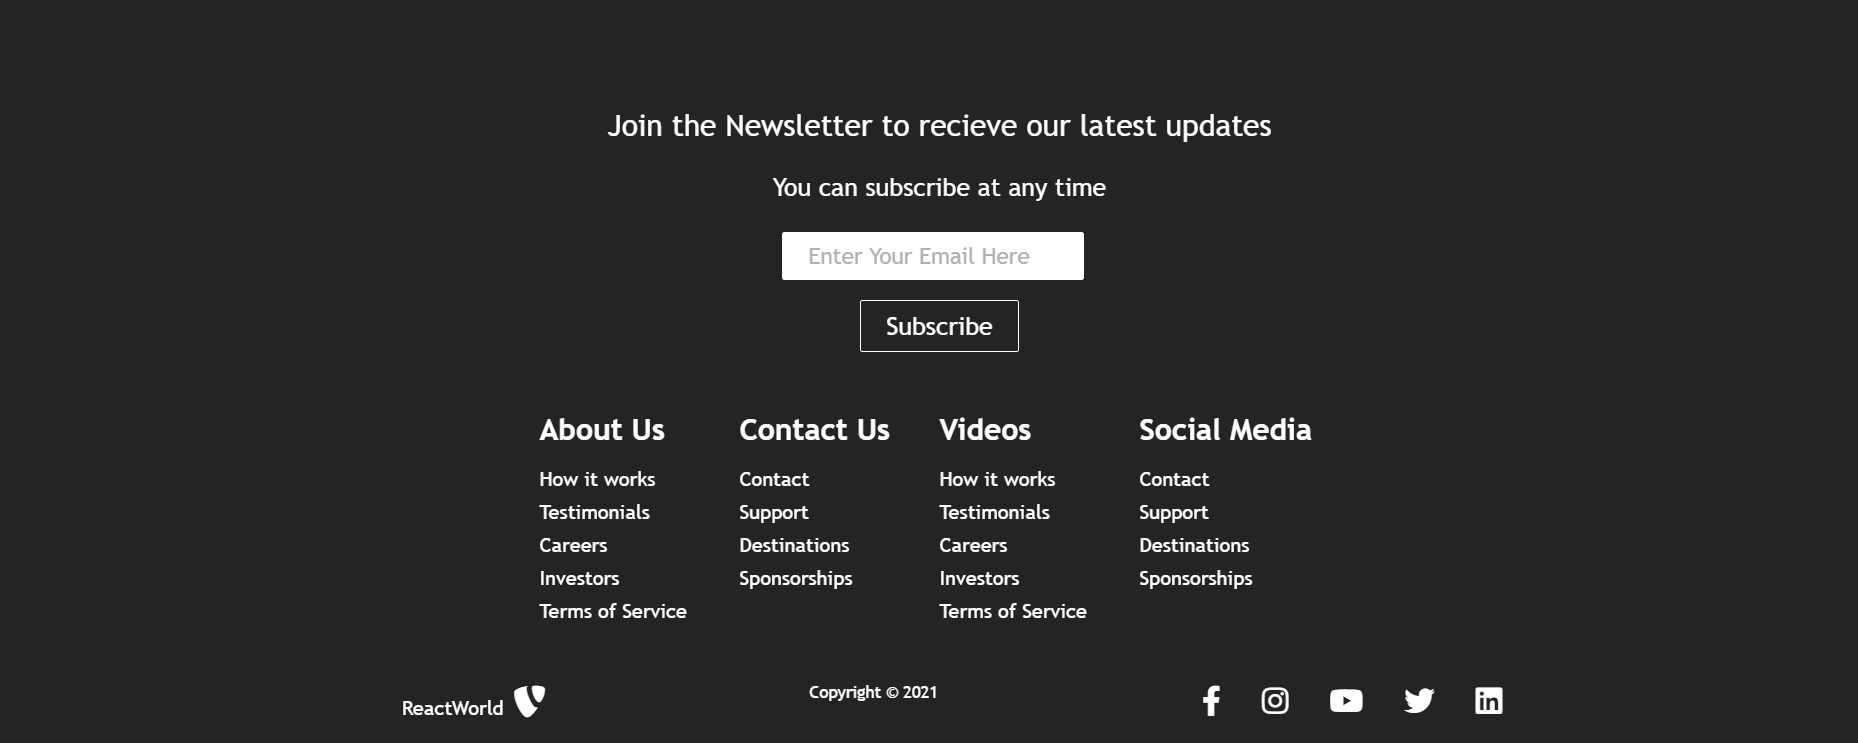 Join the Newsletter to recieve our latest updates
You can subscribe at any time
Enter Your Email Here
Subscribe
About Us
How it works
Testimonials
Careers
Investors
Terms of Service
Contact Us
Contact
Support
Destinations
Sponsorships
Videos
How it works
Testimonials
Careers
Investors
Terms of Service
Social Media
Contact
Support
Destinations
Sponsorships
ReactWorld
Copyright © 2021